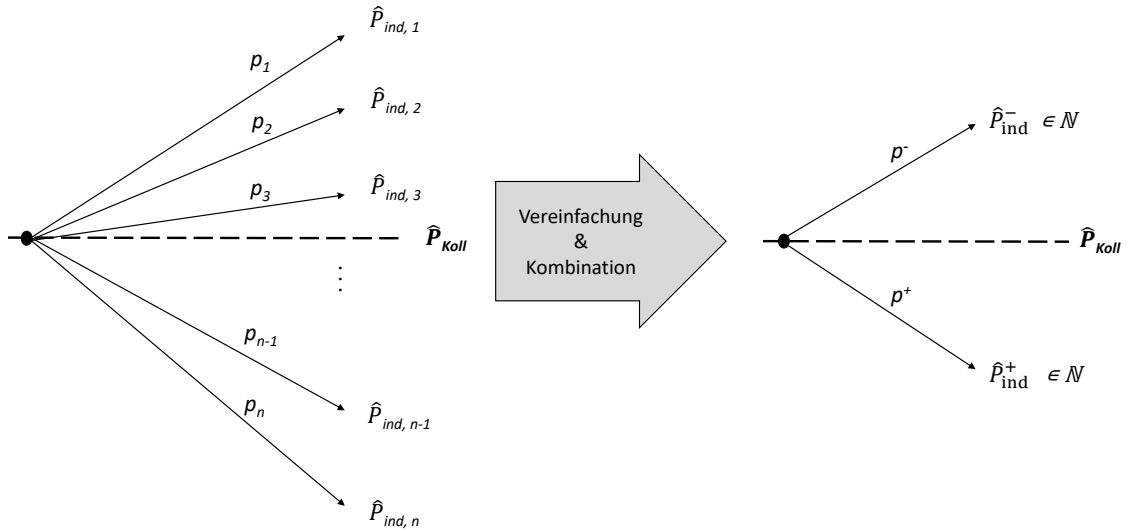 P̂ind, 1
p1
P̂ind, 2
p2
P̂ind, 3
p3
P̂Koll
⋮
pn-1
P̂ind, n-1
pn
P̂ind, n
Vereinfachung
&
Kombination
P̂−ind ∈ ℕ
p-
P̂Koll
p+
P̂+ind ∈ ℕ